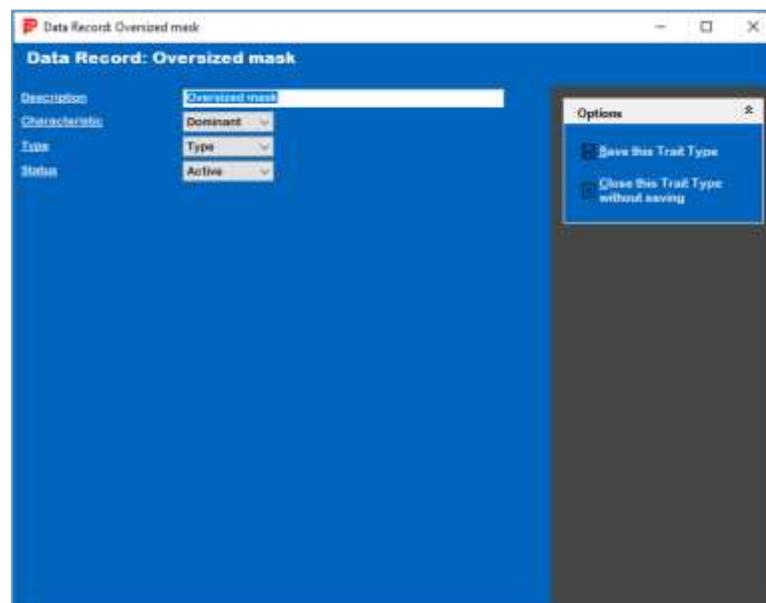 Data Record: Oversized mask
Data Record: Oversized mask
Description Oversized mask
Characteristic Dominant
Type Type
Status Active
Options
Save this Trait Type
Close this Trait Type
without saving